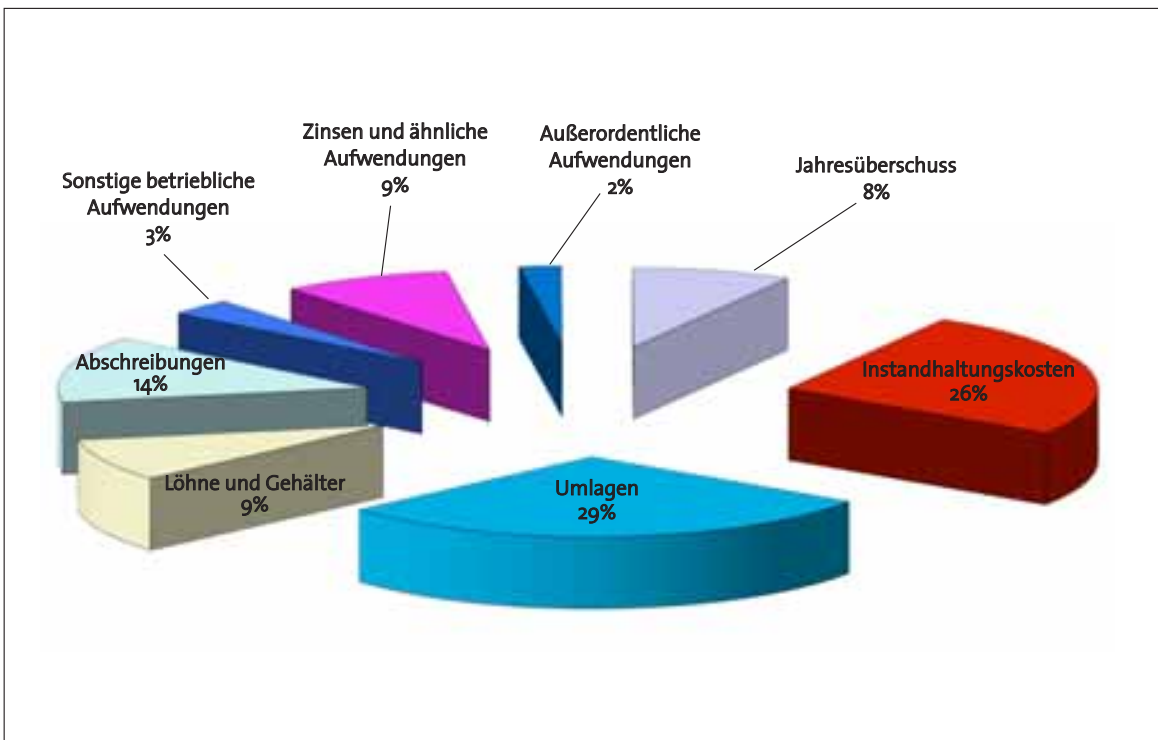 Zinsen und ähnliche
Aufwendungen
9%
Außerordentliche
Aufwendungen
2%
Jahresüberschuss
8%
Sonstige betriebliche
Aufwendungen
3%
Abschreibungen
14%
Instandhaltungskosten
26%
Löhne und Gehälter
9%
Umlagen
29%